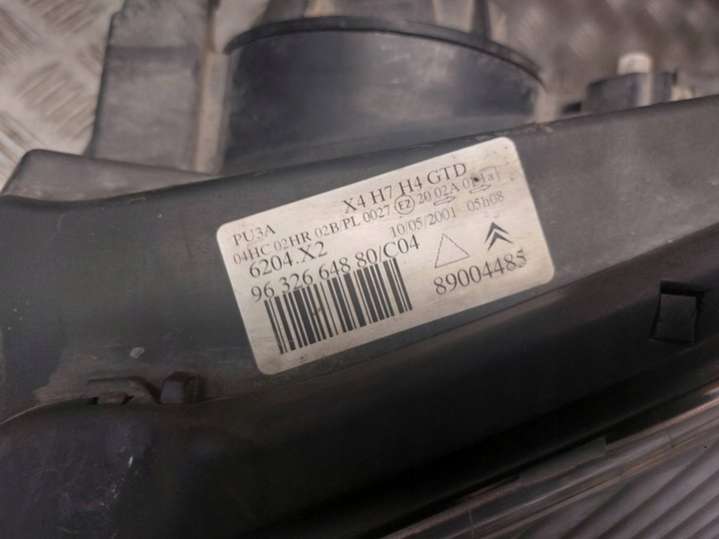 X4 H7 H4 GTD
PU3A
04HC 02HR 02B/PL 0027 E2 20 02A
6204.X2 10/05/2001 05h08
96 326 648 80/C04
89004485